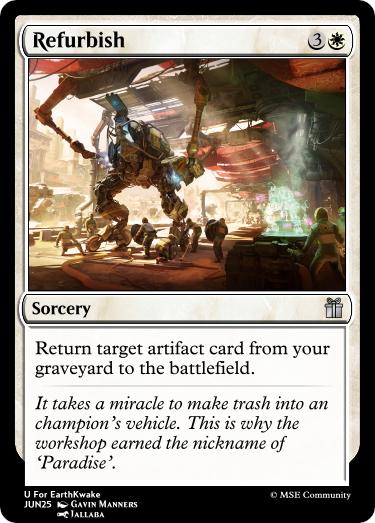 Refurbish 3
Sorcery
Return target artifact card from your
graveyard to the battlefield.
It takes a miracle to make trash into an
champion's vehicle. This is why the
workshop earned the nickname of
'Paradise'.
U For EarthKwake
JUN25 Gavin Manners © MSE Community
Jallaba